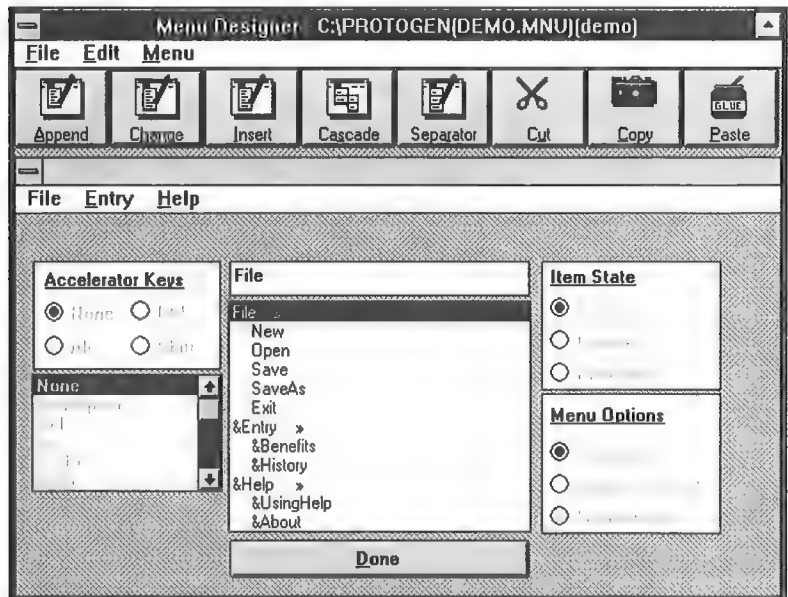 Menu Designer C:\PROTOGEN(DEMO.MNU)(demo)
File Edit Menu
Append Change Insert Cascade Separator Cut Copy Paste
GLUE
File Entry Help
Accelerator Keys
None
None
File
File »
New
Open
Save
SaveAs
Exit
&Entry »
&Benefits
&History
&Help »
&UsingHelp
&About
Item State
Menu Options
Done